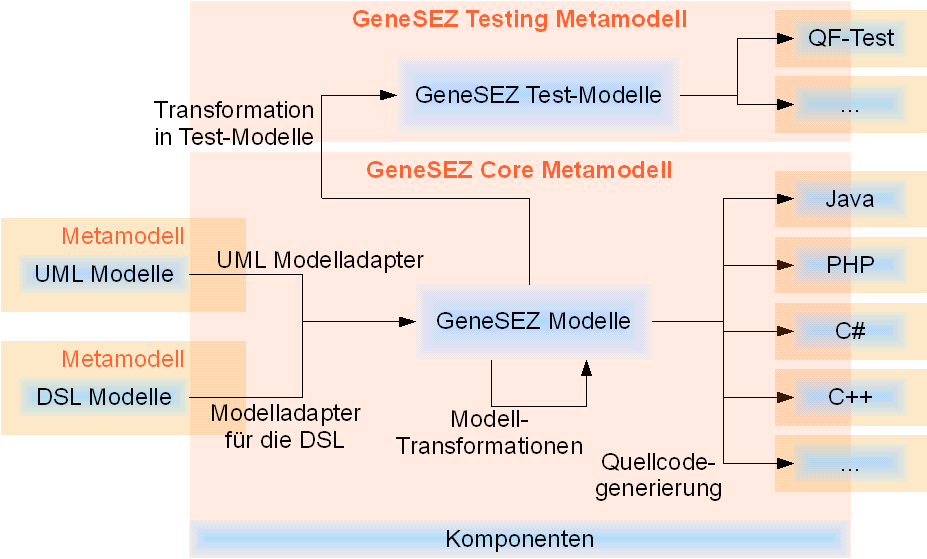 GeneSEZ Testing Metamodell
QF-Test
GeneSEZ Test-Modelle
...
Transformation
in Test-Modelle
GeneSEZ Core Metamodell
Java
Metamodell
UML Modelle
UML Modelladapter
PHP
GeneSEZ Modelle
C#
Metamodell
DSL Modelle
Modelladapter
für die DSL
C++
Modell-
Transformationen
Quellcode-
generierung
...
Komponenten